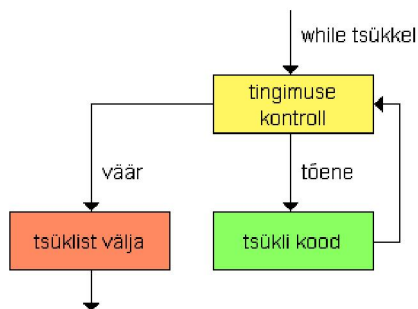 while tsükkel
tingimuse
kontroll
väär
tõene
tsüklist välja
tsükli kood